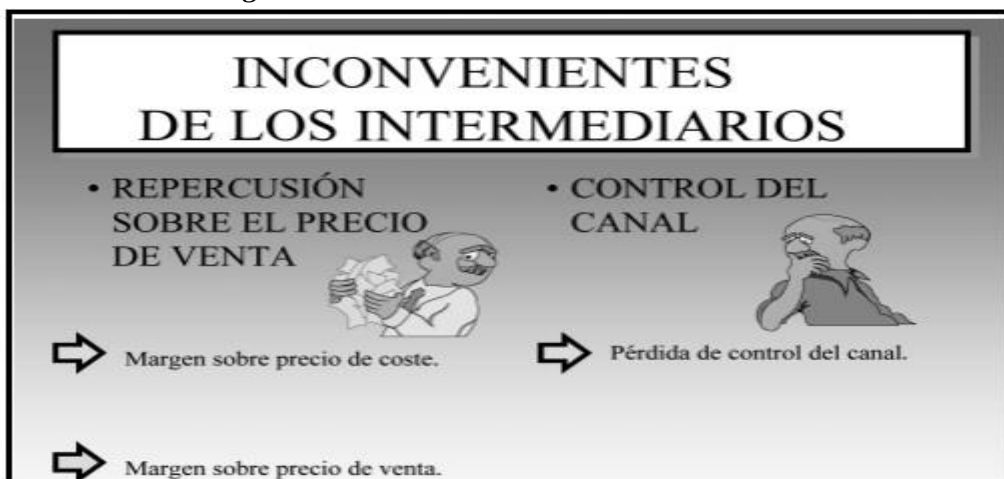 INCONVENIENTES
DE LOS INTERMEDIARIOS
• REPERCUSIÓN
SOBRE EL PRECIO
DE VENTA
Margen sobre precio de coste.
Margen sobre precio de venta.
• CONTROL DEL
CANAL
Pérdida de control del canal.